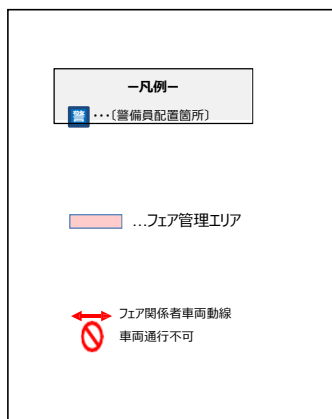 ー凡例ー
警 ・・・〔警備員配置箇所〕
…フェア管理エリア
フェア関係者車両動線
車両通行不可